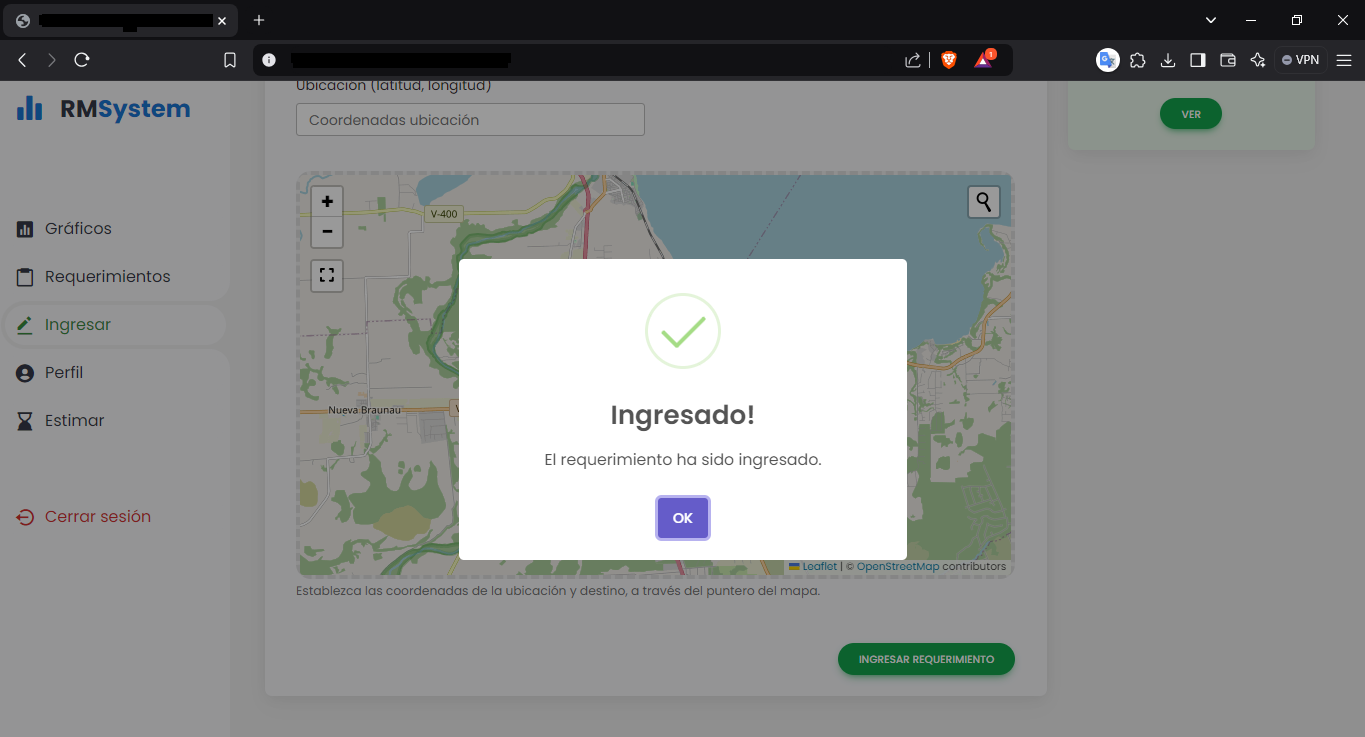 1
VPN
RMSystem
Gráficos
Requerimientos
Ingresar
Perfil
Estimar
Cerrar sesión
Ubicación (latitud, longitud)
Coordenadas ubicación
VER
+
−
V-400
Nueva Braunau
V
Ingresado!
El requerimiento ha sido ingresado.
OK
Leaflet | © OpenStreetMap contributors
Establezca las coordenadas de la ubicación y destino, a través del puntero del mapa.
INGRESAR REQUERIMIENTO